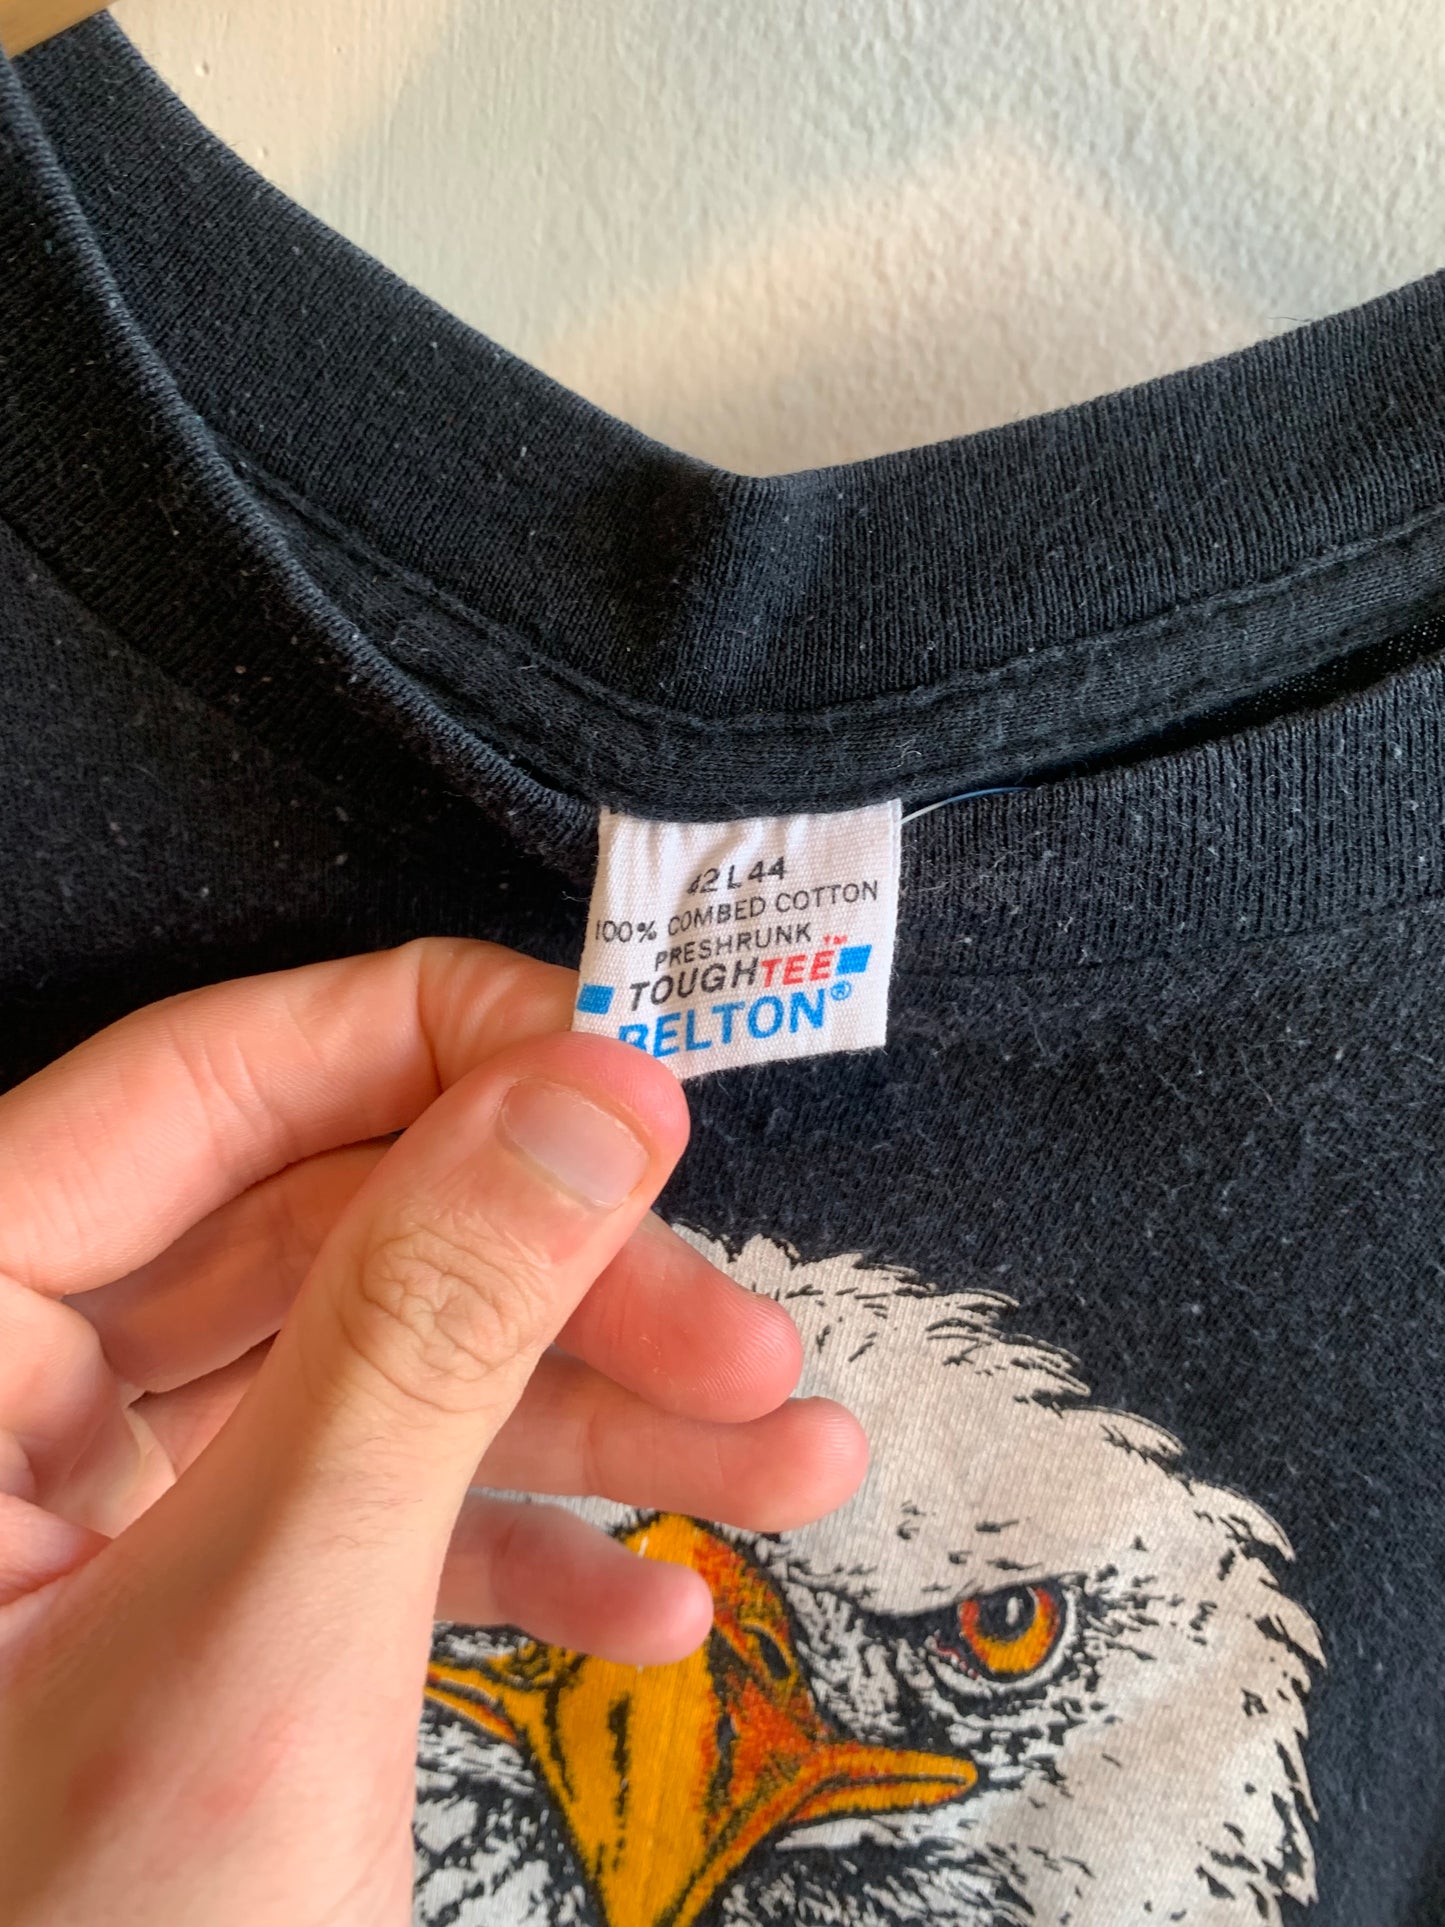 42 L 44
100% COMBED COTTON
PRESHRUNK
TOUGHTEE™
BELTON®